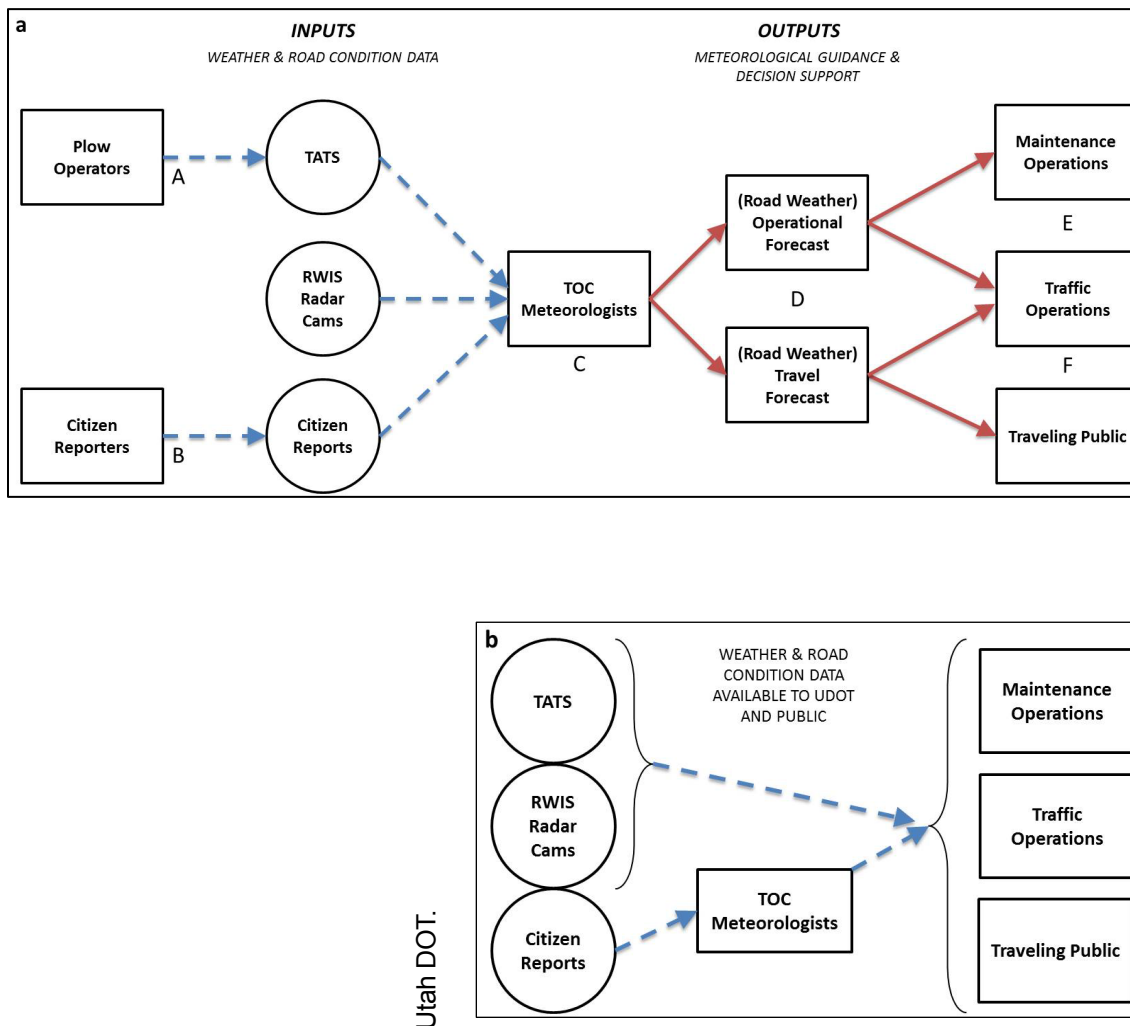 a
INPUTS
WEATHER & ROAD CONDITION DATA
OUTPUTS
METEOROLOGICAL GUIDANCE &
DECISION SUPPORT
Plow
Operators
A
TATS
RWIS
Radar
Cams
Citizen
Reporters
B
Citizen
Reports
TOC
Meteorologists
C
(Road Weather)
Operational
Forecast
D
(Road Weather)
Travel
Forecast
Maintenance
Operations
E
Traffic
Operations
F
Traveling Public
b
TATS
RWIS
Radar
Cams
Citizen
Reports
WEATHER & ROAD
CONDITION DATA
AVAILABLE TO UDOT
AND PUBLIC
TOC
Meteorologists
Maintenance
Operations
Traffic
Operations
Traveling Public
Utah DOT.